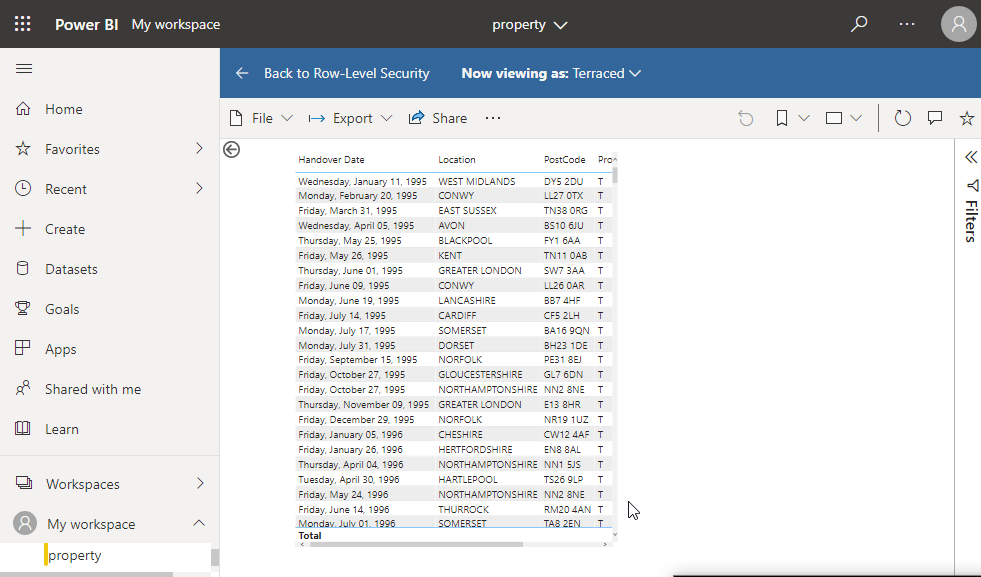 Power BI My workspace property
Back to Row-Level Security Now viewing as: Terraced
File Export Share
Home
Favorites
Recent
Create
Datasets
Goals
Apps
Shared with me
Learn
Workspaces
My workspace
property
Handover Date Location PostCode Pro
Wednesday, January 11, 1995 WEST MIDLANDS DY5 2DU T
Monday, February 20, 1995 CONWY LL27 0TX T
Friday, March 31, 1995 EAST SUSSEX TN38 0RG T
Wednesday, April 05, 1995 AVON BS10 6JU T
Thursday, May 25, 1995 BLACKPOOL FY1 6AA T
Friday, May 26, 1995 KENT TN11 0AB T
Thursday, June 01, 1995 GREATER LONDON SW7 3AA T
Friday, June 09, 1995 CONWY LL26 0AR T
Monday, June 19, 1995 LANCASHIRE BB7 4HF T
Friday, July 14, 1995 CARDIFF CF5 2LH T
Monday, July 17, 1995 SOMERSET BA16 9QN T
Monday, July 31, 1995 DORSET BH23 1DE T
Friday, September 15, 1995 NORFOLK PE31 8EJ T
Friday, October 27, 1995 GLOUCESTERSHIRE GL7 6DN T
Friday, October 27, 1995 NORTHAMPTONSHIRE NN2 8NE T
Thursday, November 09, 1995 GREATER LONDON E13 8HR T
Friday, December 29, 1995 NORFOLK NR19 1UZ T
Friday, January 05, 1996 CHESHIRE CW12 4AF T
Friday, January 26, 1996 HERTFORDSHIRE EN8 8AL T
Thursday, April 04, 1996 NORTHAMPTONSHIRE NN1 5JS T
Tuesday, April 30, 1996 HARTLEPOOL TS26 9LP T
Friday, May 24, 1996 NORTHAMPTONSHIRE NN2 8NE T
Friday, June 14, 1996 THURROCK RM20 4AN T
Monday, July 01, 1996 SOMERSET TA8 2EN T
Total
Filters